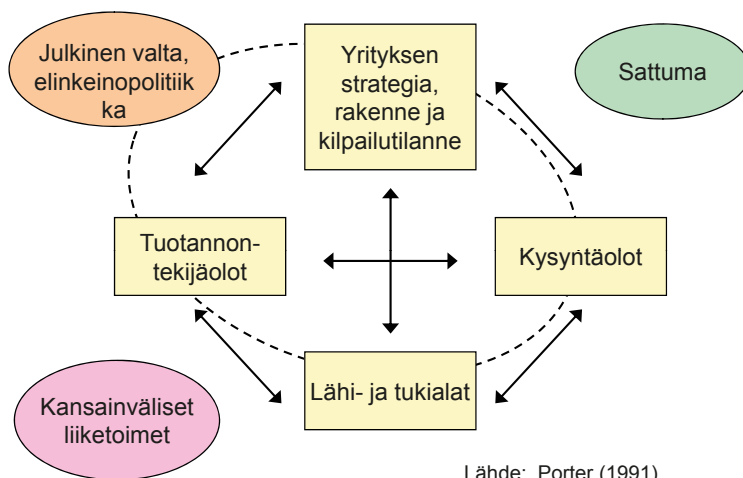 Julkinen valta,
elinkeinopolitiik
ka
Yrityksen
strategia,
rakenne ja
kilpailutilanne
Sattuma
Tuotannon-
tekijäolot
Kysyntäolot
Lähi- ja tukialat
Kansainväliset
liiketoimet
Lähde: Porter (1991)